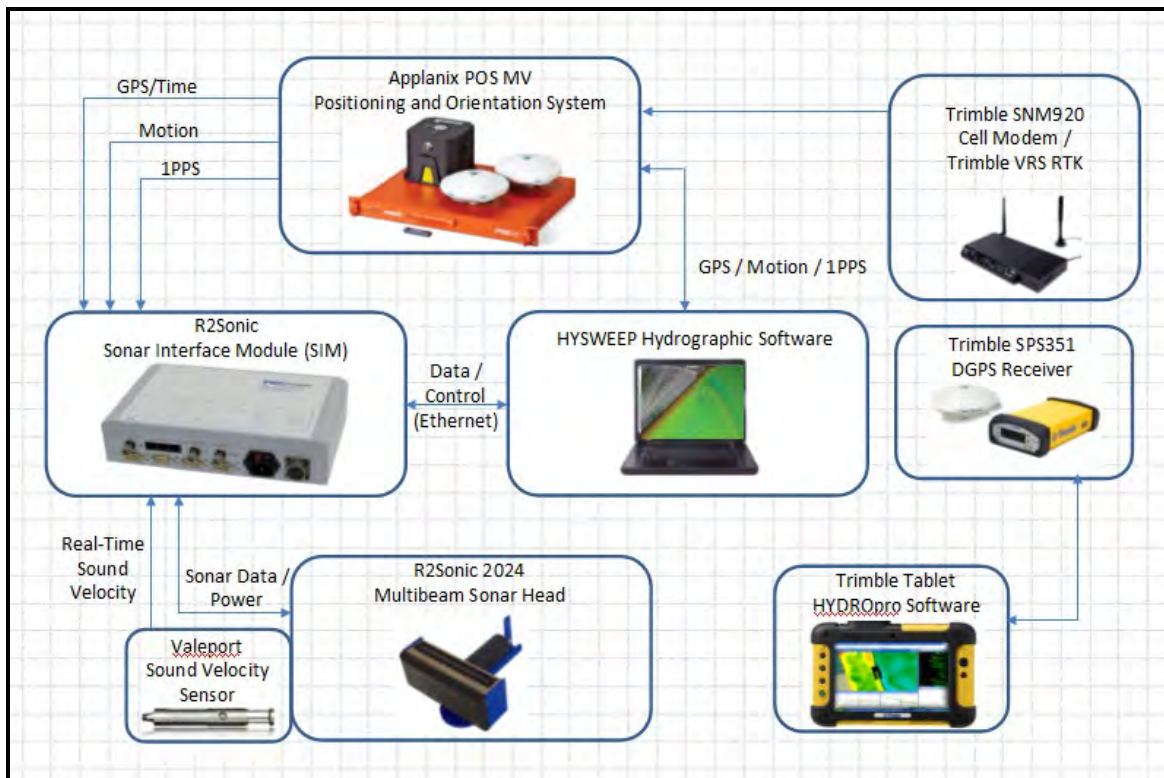 Applanix POS MV
Positioning and Orientation System
GPS/Time
Motion
1PPS
Trimble SNM920
Cell Modem /
Trimble VRS RTK
GPS / Motion / 1PPS
R2Sonic
Sonar Interface Module (SIM)
Data /
Control
(Ethernet)
HYSWEEP Hydrographic Software
Trimble SPS351
DGPS Receiver
Real-Time
Sound
Velocity
Sonar Data /
Power
R2Sonic 2024
Multibeam Sonar Head
Valeport
Sound Velocity
Sensor
Trimble Tablet
HYDROpro Software